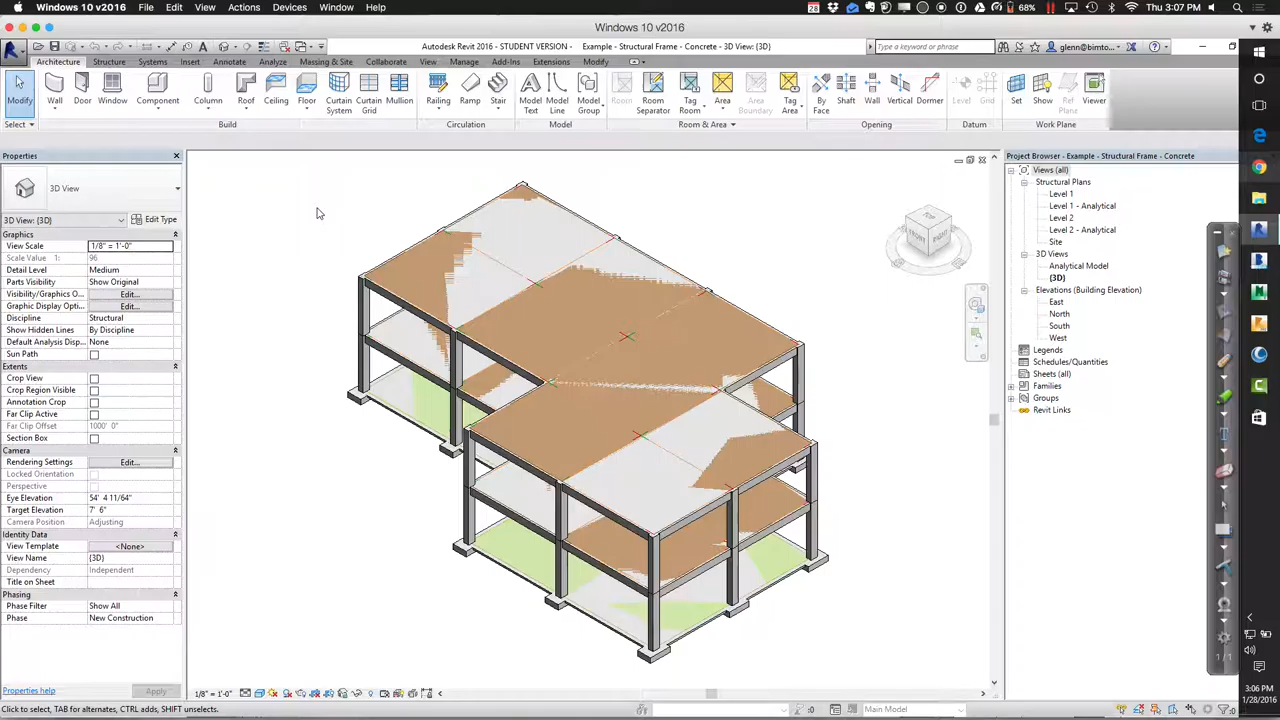 Windows 10 v2016 File Edit View Actions Devices Window Help 28 68% Thu 3:07 PM
Windows 10 v2016
Autodesk Revit 2016 - STUDENT VERSION - Example - Structural Frame - Concrete - 3D View: {3D} Type a keyword or phrase glenn@bimto...
Architecture Structure Systems Insert Annotate Analyze Massing & Site Collaborate View Manage Add-Ins Extensions Modify
Modify Wall Door Window Component Column Roof Ceiling Floor Curtain System Curtain Grid Mullion Railing Ramp Stair Model Text Model Line Model Group Room Room Separator Tag Room Area Area Boundary Tag Area By Face Shaft Wall Vertical Dormer Level Grid Set Show Ref Plane Viewer
Select Build Circulation Model Room & Area Opening Datum Work Plane
Properties
3D View
3D View: {3D} Edit Type
Graphics
View Scale 1/8" = 1'-0"
Scale Value 1: 96
Detail Level Medium
Parts Visibility Show Original
Visibility/Graphics O... Edit...
Graphic Display Opti... Edit...
Discipline Structural
Show Hidden Lines By Discipline
Default Analysis Disp... None
Sun Path
Extents
Crop View
Crop Region Visible
Annotation Crop
Far Clip Active
Far Clip Offset 1000' 0"
Section Box
Camera
Rendering Settings Edit...
Locked Orientation
Perspective
Eye Elevation 54' 4 11/64"
Target Elevation 7' 6"
Camera Position Adjusting
Identity Data
View Template <None>
View Name {3D}
Dependency Independent
Title on Sheet
Phasing
Phase Filter Show All
Phase New Construction
Properties help Apply
TOP
FRONT RIGHT
Project Browser - Example - Structural Frame - Concrete
Views (all)
Structural Plans
Level 1
Level 1 - Analytical
Level 2
Level 2 - Analytical
Site
3D Views
Analytical Model
{3D}
Elevations (Building Elevation)
East
North
South
West
Legends
Schedules/Quantities
Sheets (all)
Families
Groups
Revit Links
1 / 1
1/8" = 1'-0"
Click to select, TAB for alternates, CTRL adds, SHIFT unselects. :0 Main Model :0
3:06 PM
1/28/2016